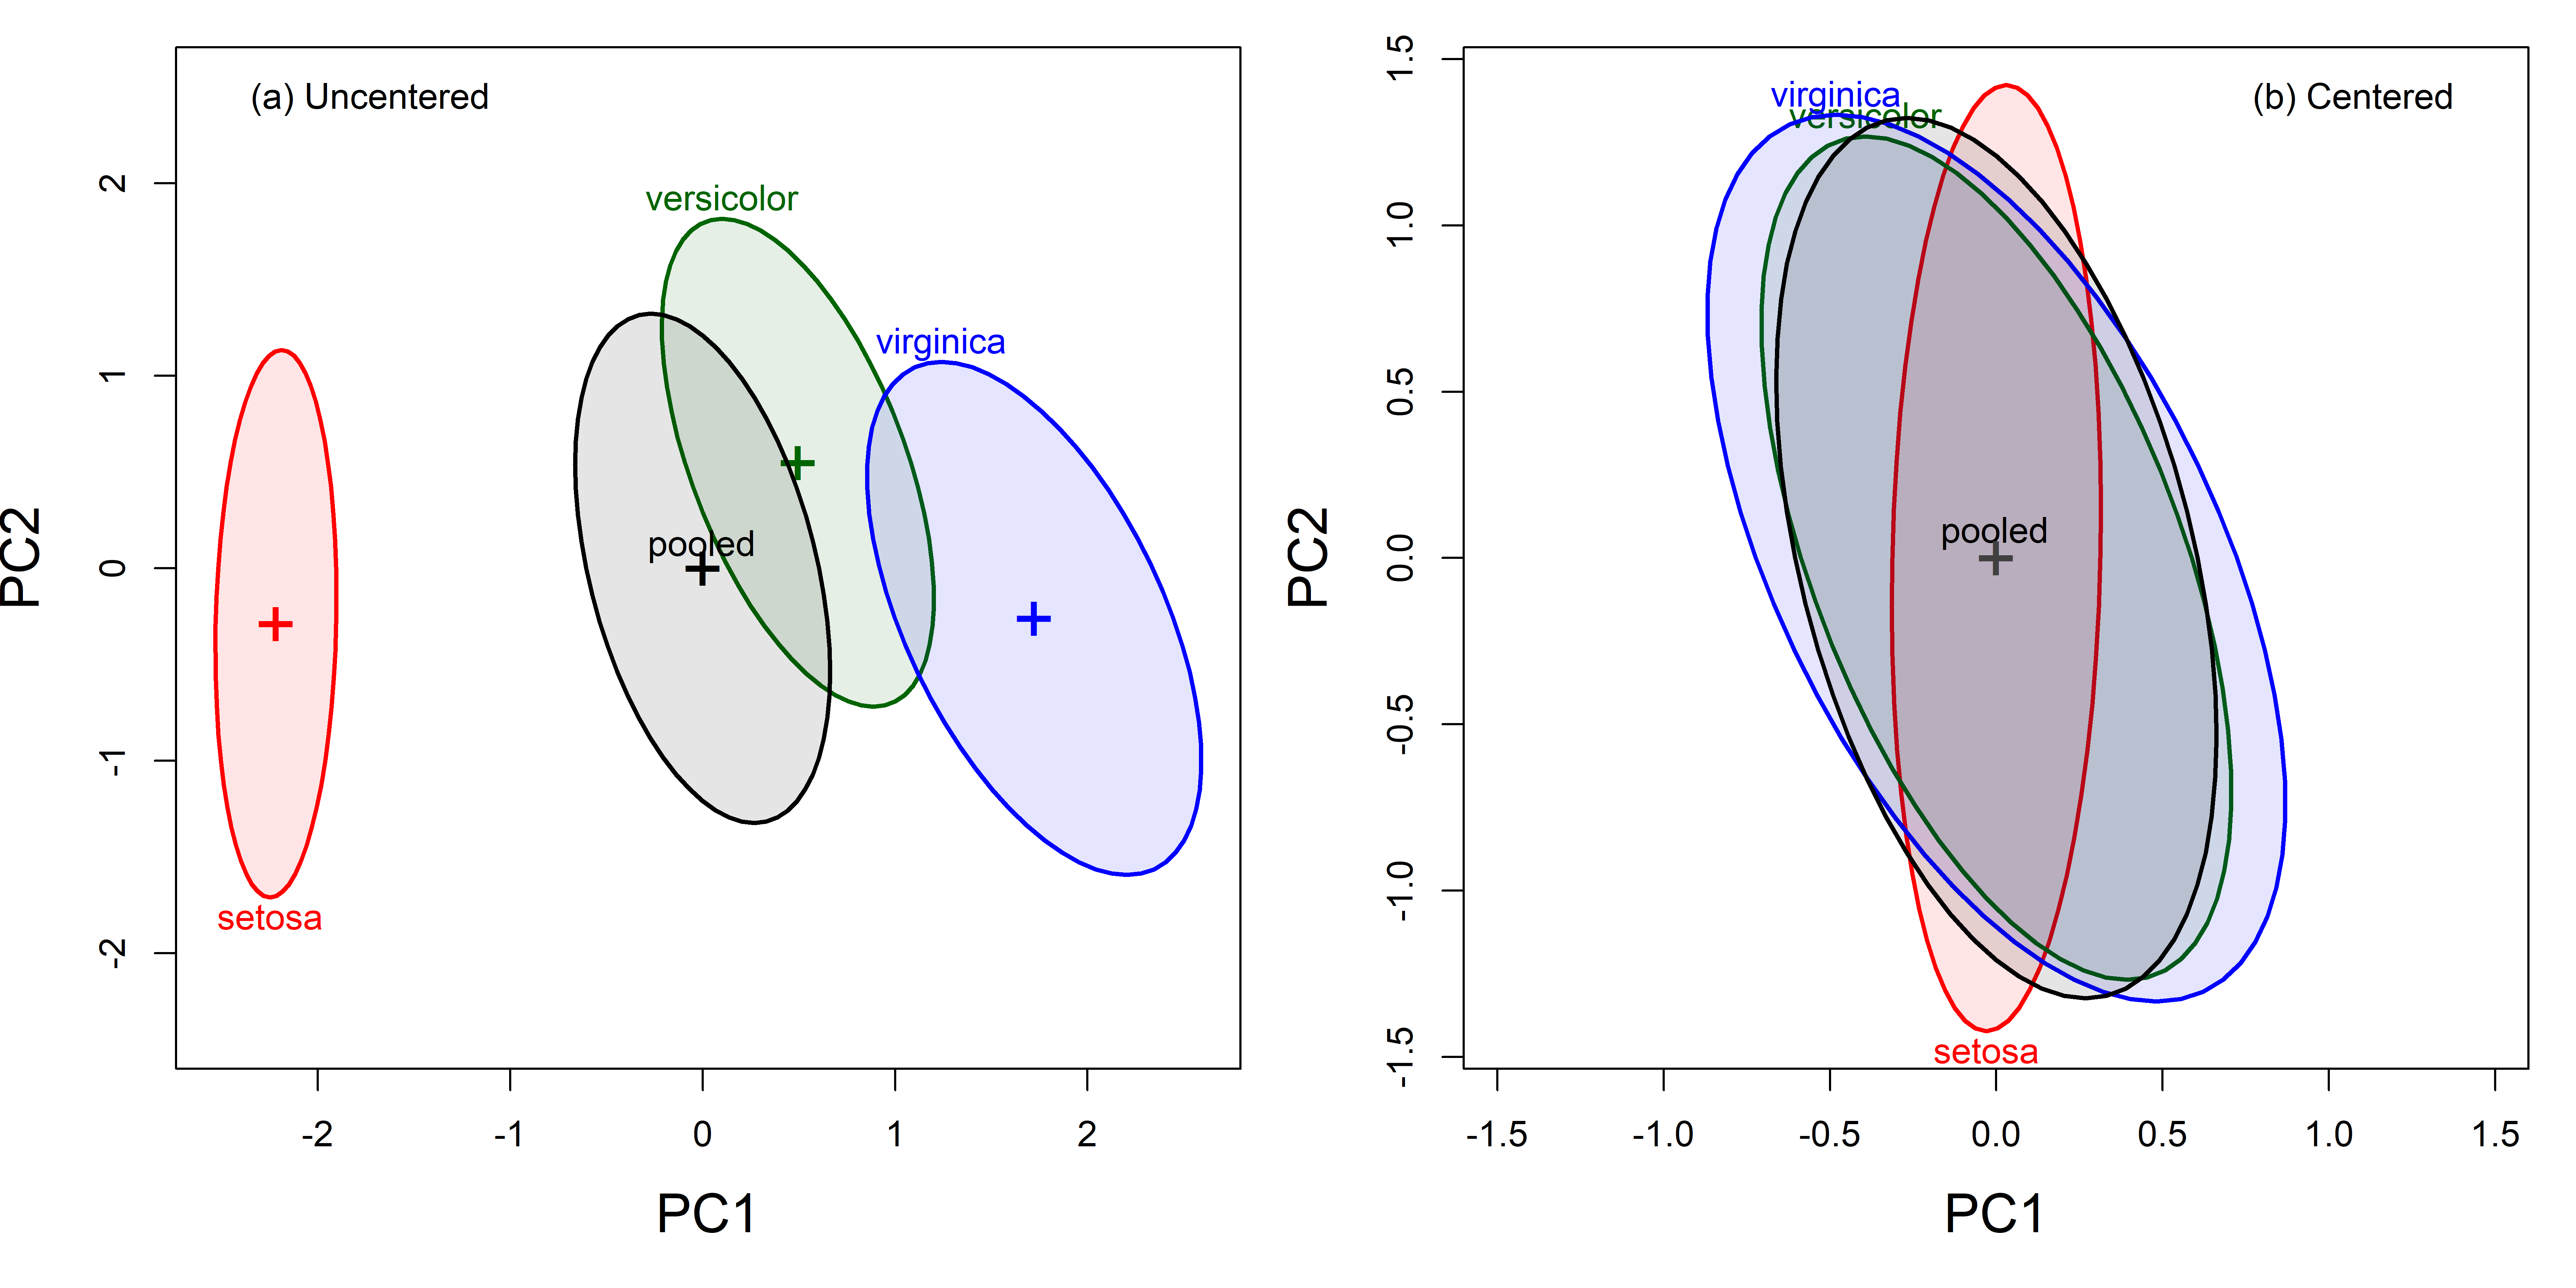 (a) Uncentered
versicolor
virginica
pooled
setosa
2
1
0
-1
-2
PC2
-2 -1 0 1 2
PC1
(b) Centered
virginica
versicolor
pooled
setosa
1.5
1.0
0.5
0.0
-0.5
-1.0
-1.5
PC2
-1.5 -1.0 -0.5 0.0 0.5 1.0 1.5
PC1